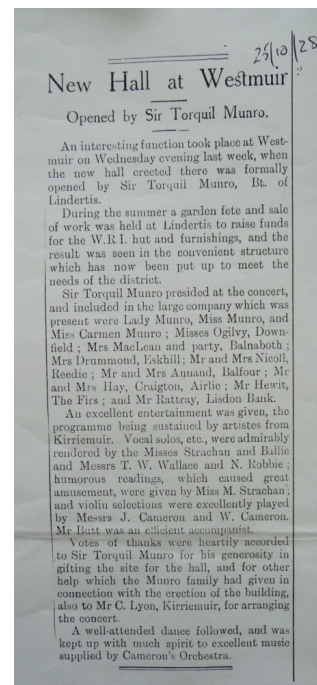 25/10/28
?
New Hall at Westmuir
Opened by Sir Torquil Munro.
An interesting function took place at West-
muir on Wednesday evening last week, when
the new hall erected there was formally
opened by Sir Torquil Munro, Bt. of
Lindertis.
During the summer a garden fete and sale
of work was held at Lindertis to raise funds
for the W.R.I. hut and furnishings, and the
result was seen in the convenient structure
which has now been put up to meet the
needs of the district.
Sir Torquil Munro presided at the concert,
and included in the large company which was
present were Lady Munro, Miss Munro, and
Miss Carmen Munro ; Misses Ogilvy, Down-
field ; Mrs MacLean and party, Balnaboth ;
Mrs Drummond, Eskhill; Mr and Mrs Nicoll,
Reedie ; Mr and Mrs Annand, Balfour ; Mr
and Mrs Hay, Craigton, Airlie ; Mr Hewit,
The Firs ; and Mr Rattray, Lisdon Bank.
An excellent entertainment was given, the
programme being sustained by artistes from
Kirriemuir. Vocal solos, etc., were admirably
rendered by the Misses Strachan and Baillie
and Messrs T. W. Wallace and N. Robbie ;
humorous readings, which caused great
amusement, were given by Miss M. Strachan ;
and violin selections were excellently played
by Messrs J. Cameron and W. Cameron.
Mr Butt was an efficient accompanist.
Votes of thanks were heartily accorded
to Sir Torquil Munro for his generosity in
gifting the site for the hall, and for other
help which the Munro family had given in
connection with the erection of the building,
also to Mr C. Lyon, Kirriemuir, for arranging
the concert.
A well-attended dance followed, and was
kept up with much spirit to excellent music
supplied by Cameron's Orchestra.